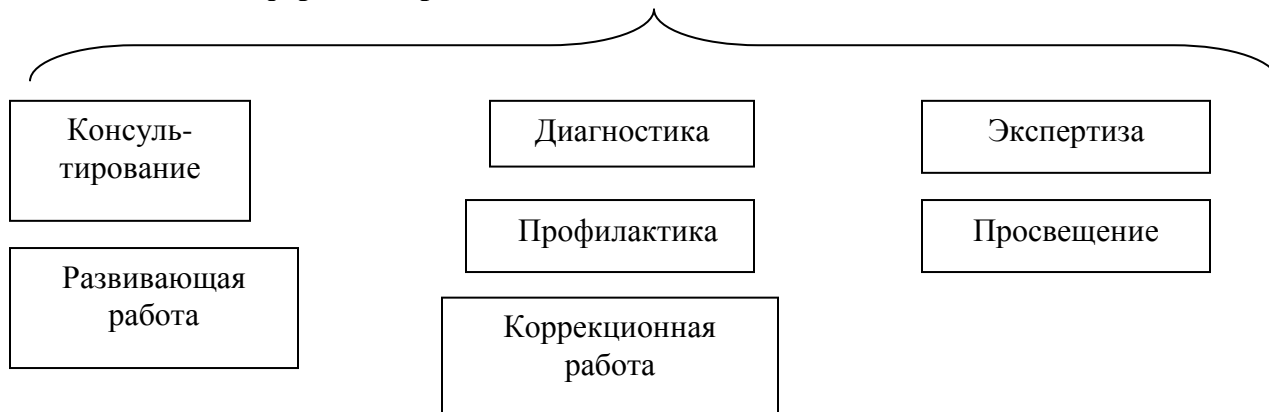 Консуль-
тирование
Диагностика
Экспертиза
Профилактика
Просвещение
Развивающая
работа
Коррекционная
работа